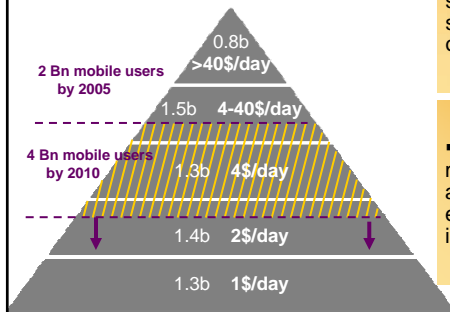 0.8b
>40$/day
2 Bn mobile users
by 2005
1.5b 4-40$/day
4 Bn mobile users
by 2010
1.3b 4$/day
1.4b 2$/day
1.3b 1$/day